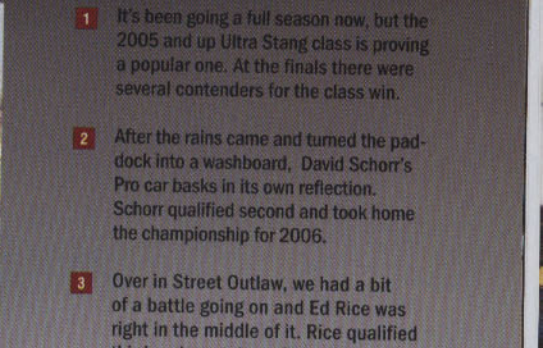 1 It's been going a full season now, but the
2005 and up Ultra Stang class is proving
a popular one. At the finals there were
several contenders for the class win.
2 After the rains came and turned the pad-
dock into a washboard, David Schorr's
Pro car basks in its own reflection.
Schorr qualified second and took home
the championship for 2006.
3 Over in Street Outlaw, we had a bit
of a battle going on and Ed Rice was
right in the middle of it. Rice qualified